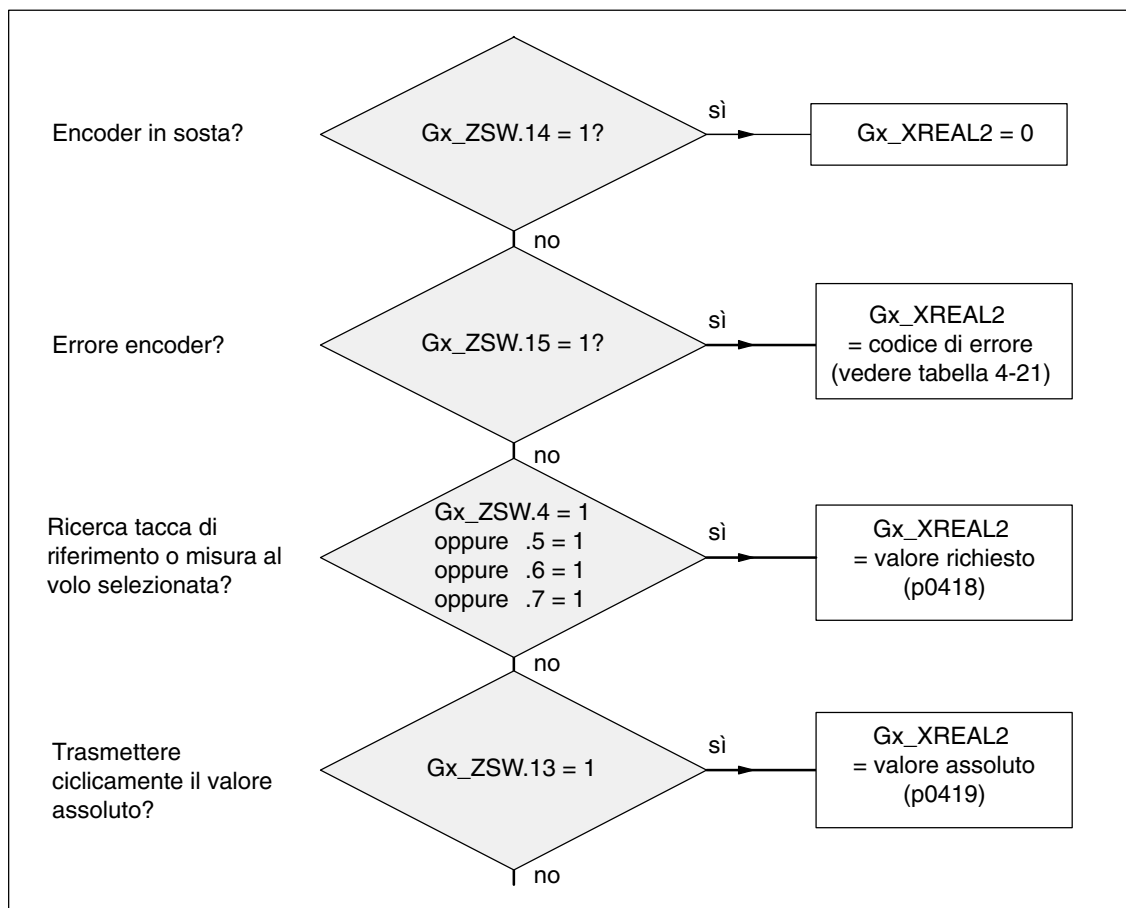 Encoder in sosta?
Gx_ZSW.14 = 1?
sì
Gx_XREAL2 = 0
no
Errore encoder?
Gx_ZSW.15 = 1?
sì
Gx_XREAL2
= codice di errore
(vedere tabella 4-21)
no
Ricerca tacca di
riferimento o misura al
volo selezionata?
Gx_ZSW.4 = 1
oppure .5 = 1
oppure .6 = 1
oppure .7 = 1
sì
Gx_XREAL2
= valore richiesto
(p0418)
no
Trasmettere
ciclicamente il valore
assoluto?
Gx_ZSW.13 = 1
sì
Gx_XREAL2
= valore assoluto
(p0419)
no